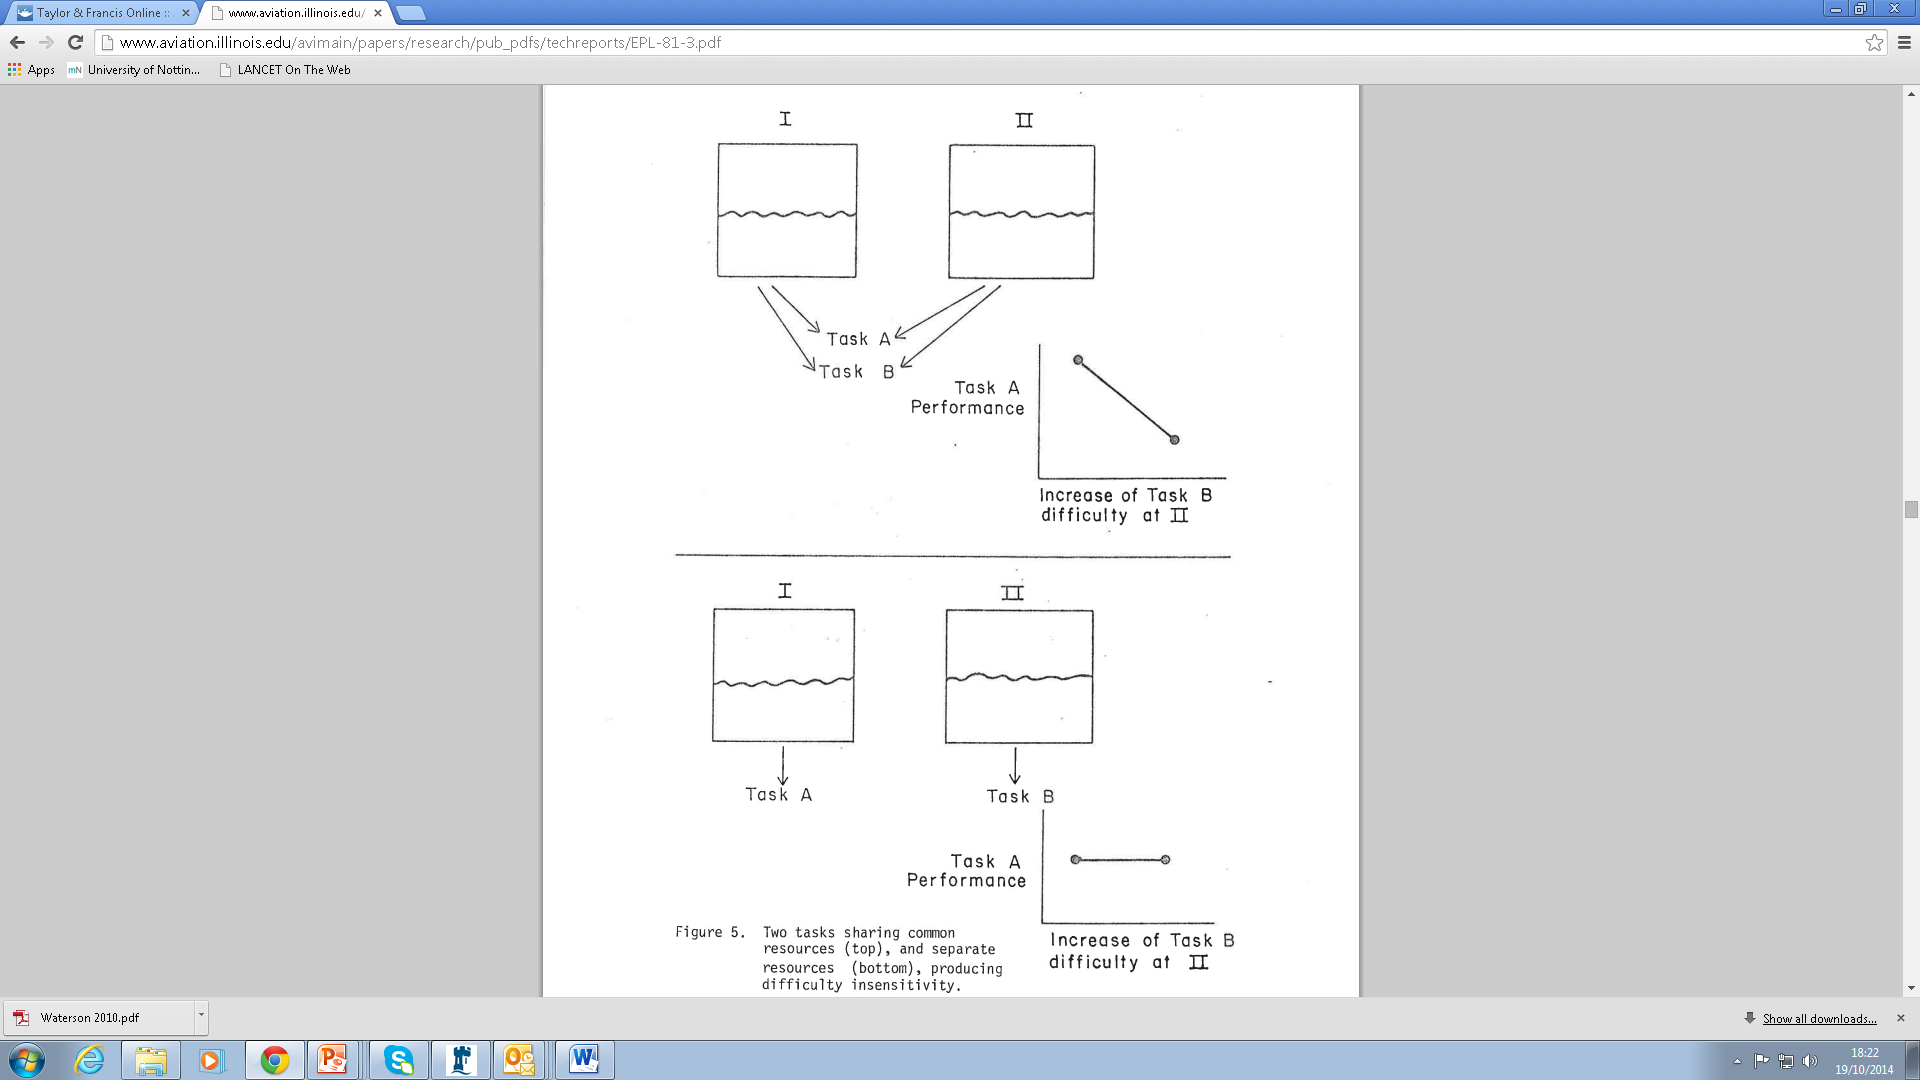 Taylor & Francis Online ::
www.aviation.illinois.edu/
www.aviation.illinois.edu/avimain/papers/research/pub_pdfs/techreports/EPL-81-3.pdf
Apps
mN University of Nottin...
LANCET On The Web
I II
Task A
Task B
Task A
Performance
Increase of Task B
difficulty at II
I II
Task A Task B
Task A
Performance
Increase of Task B
difficulty at II
Figure 5. Two tasks sharing common
resources (top), and separate
resources (bottom), producing
difficulty insensitivity.
Waterson 2010.pdf
Show all downloads...
18:22
19/10/2014